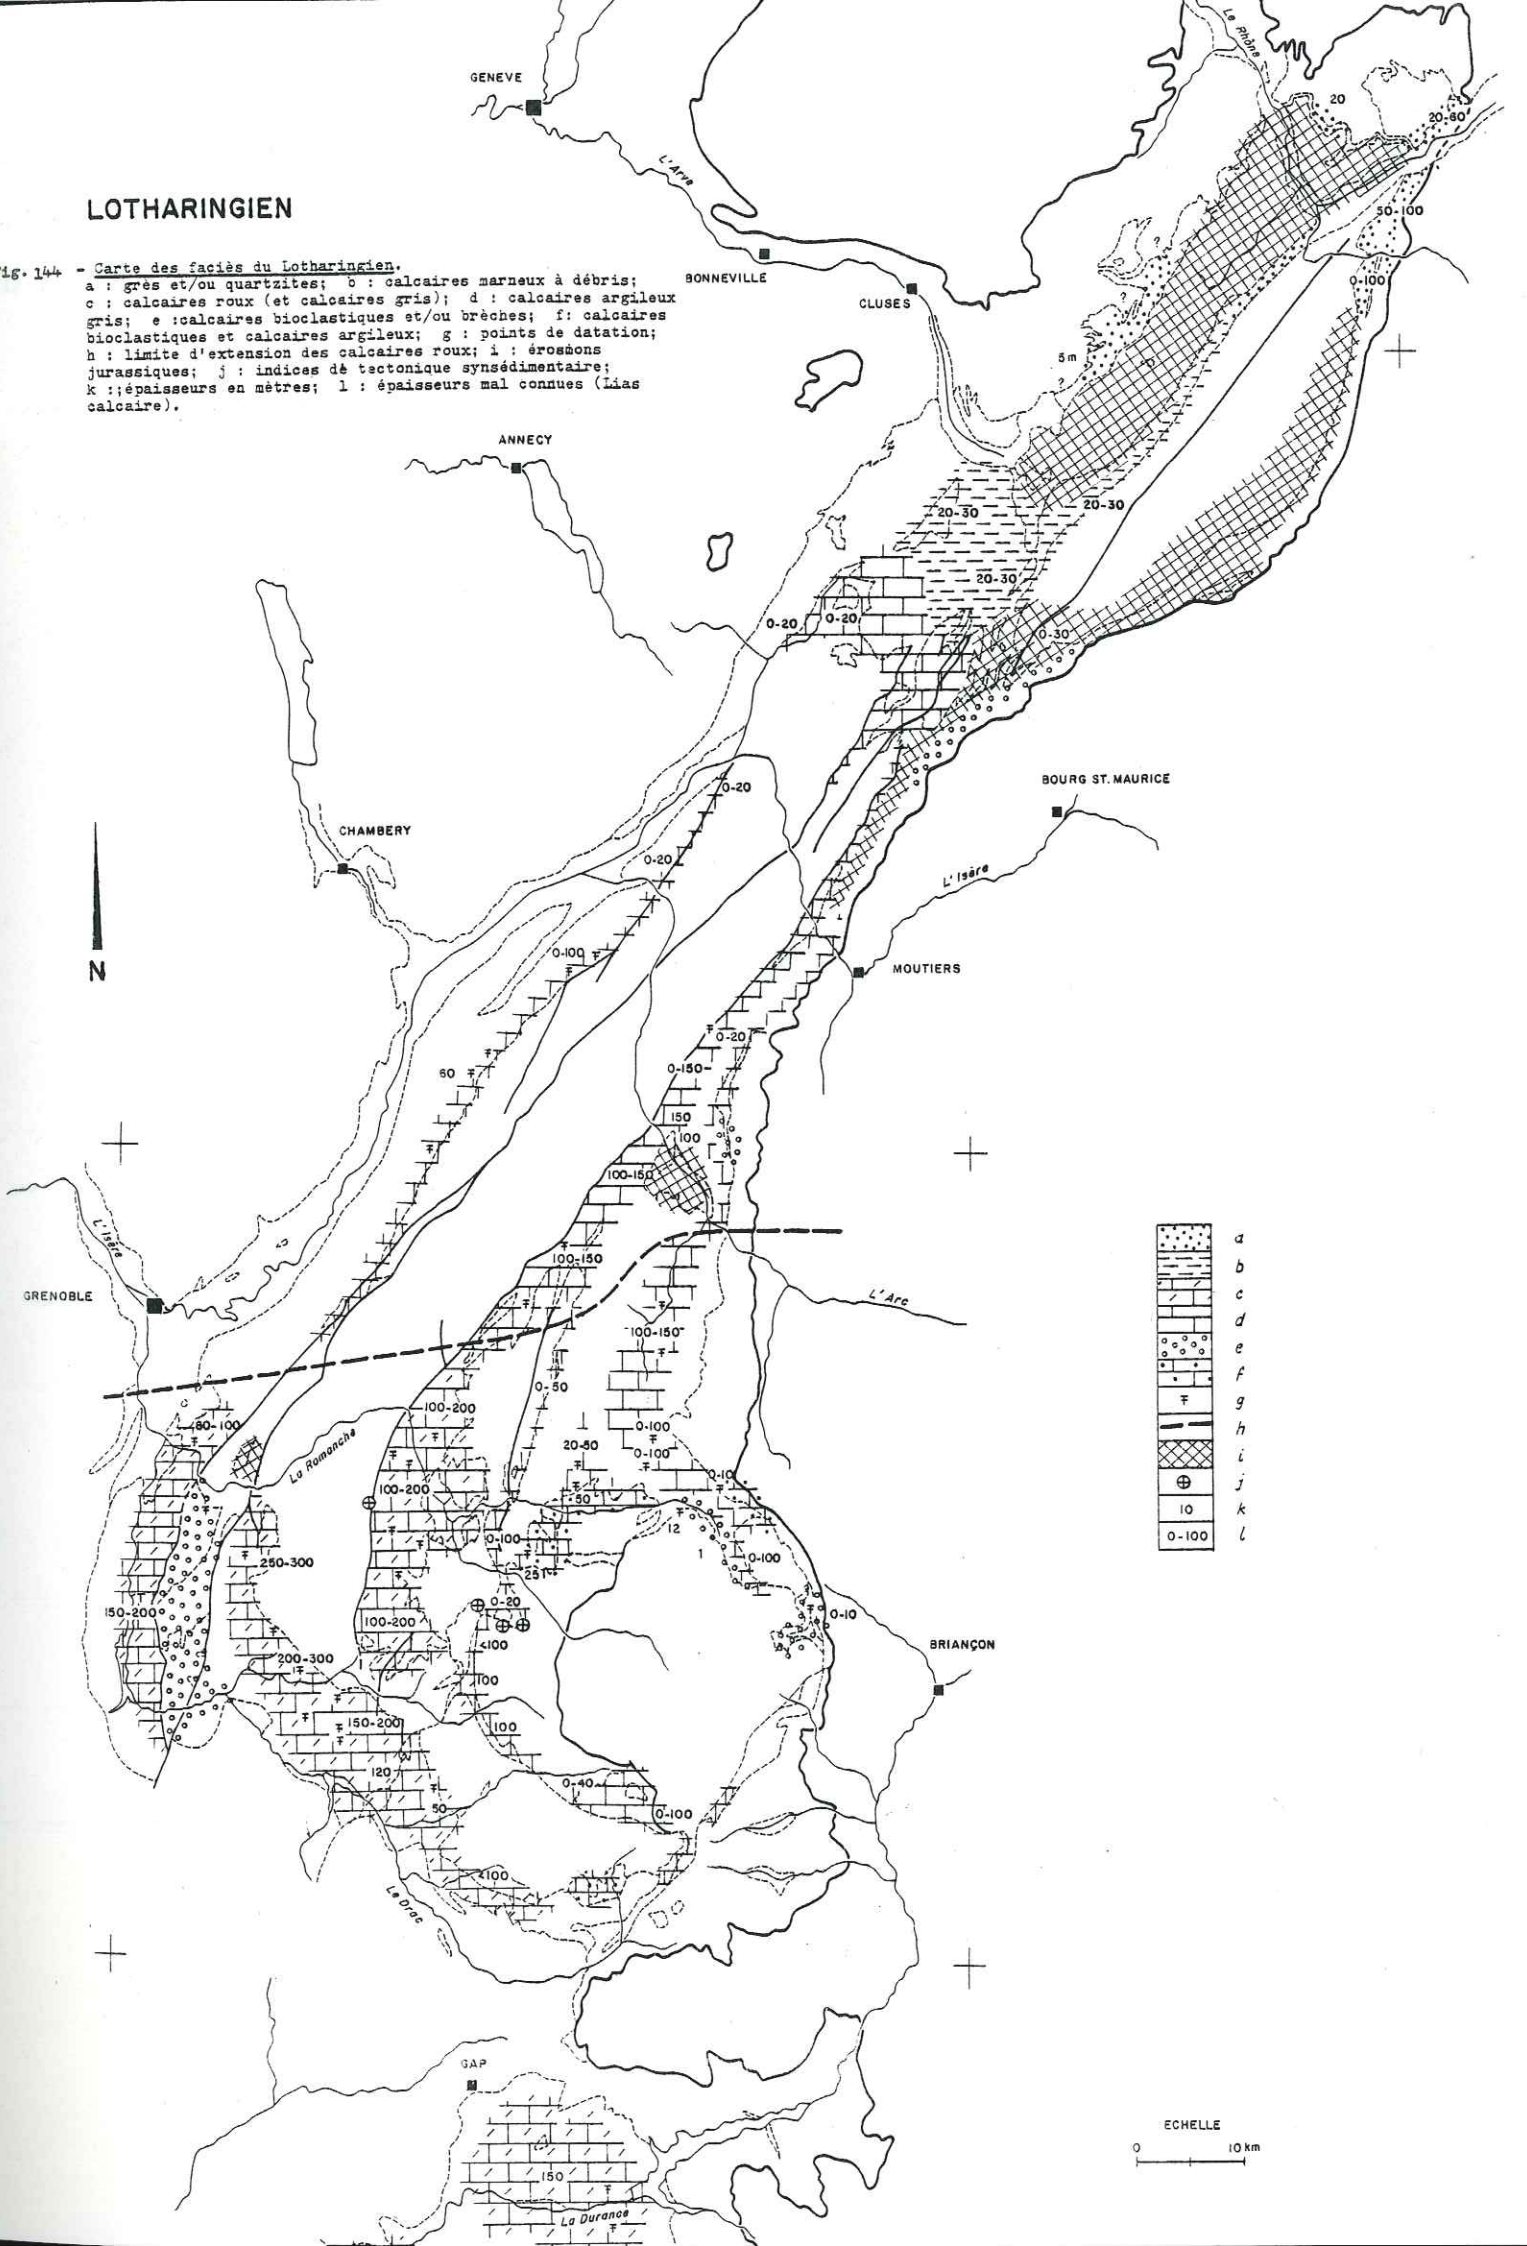 GENEVE
Le Rhône
20
20-60
L'Arve
LOTHARINGIEN
50-100
ig. 144 - Carte des faciès du Lotharingien.
a : grès et/ou quartzites; b : calcaires marneux à débris;
c : calcaires roux (et calcaires gris); d : calcaires argileux
gris; e :calcaires bioclastiques et/ou brèches; f: calcaires
bioclastiques et calcaires argileux; g : points de datation;
h : limite d'extension des calcaires roux; i : érosions
jurassiques; j : indices de tectonique synsédimentaire;
k :;épaisseurs en mètres; l : épaisseurs mal connues (Lias
calcaire).
?
BONNEVILLE
CLUSES
?
0-100
5 m
?
ANNECY
20-30
20-30
20-30
0-20
0-20
0-30
BOURG ST. MAURICE
0-20
CHAMBERY
0-20
L'Isère
0-100
N
MOUTIERS
0-20
0-150
60
150
100
100-150
L'Isère
a
b
100-150
GRENOBLE
c
L'Arc
d
100-150
e
f
0-50
g
100-200
80-100
0-100
h
La Romanche
20-50
0-100
i
0-10
j
100-200
50
k
10
12
0-100
l
0-100
1
0-100
250-300
25
0-20
150-200
100-200
0-10
<100
BRIANÇON
200-300
100
150-200
100
120
0-40
50
0-100
<100
Le Drac
GAP
ECHELLE
0 10 km
150
La Durance